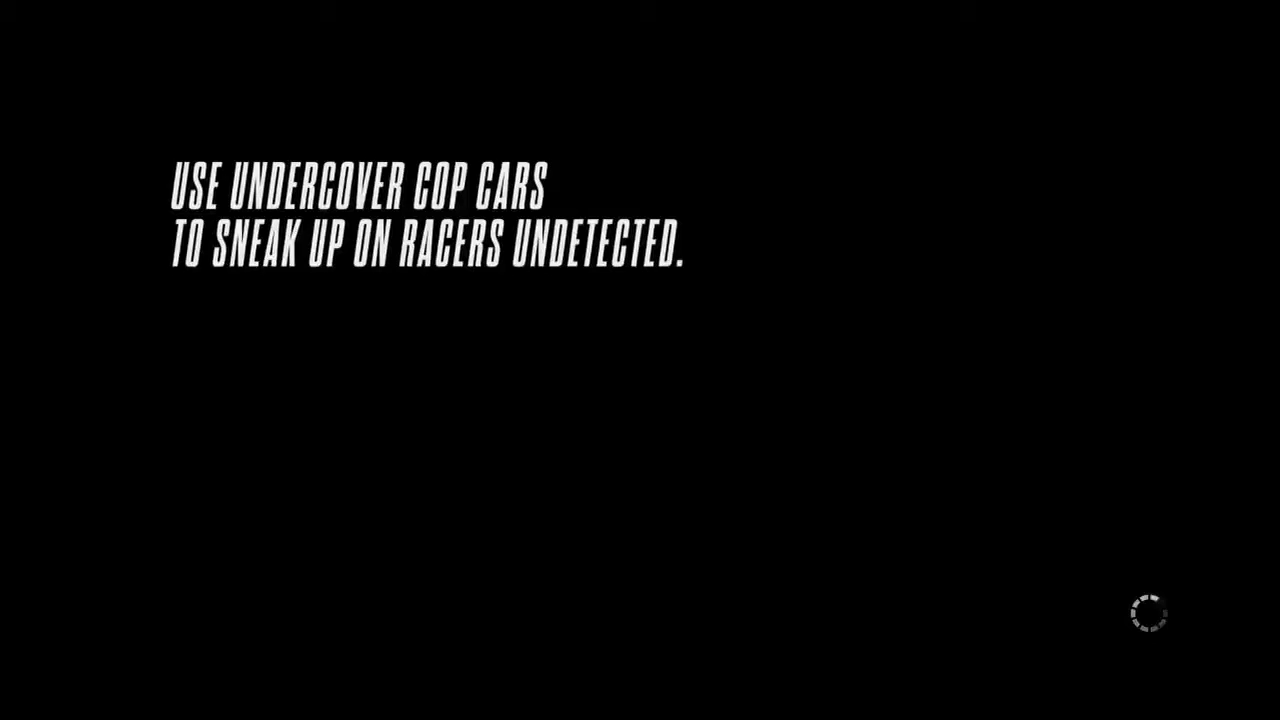 USE UNDERCOVER COP CARS
TO SNEAK UP ON RACERS UNDETECTED.